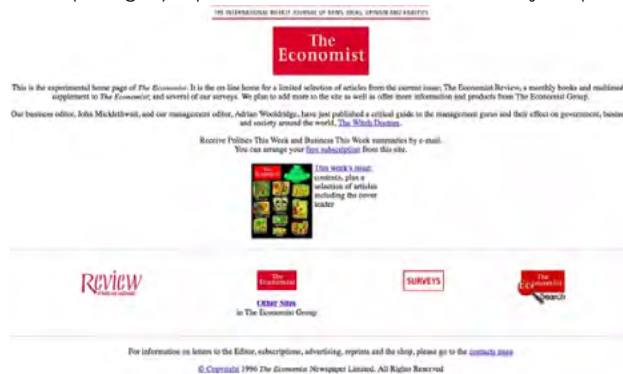 THE INTERNATIONAL WEEKLY JOURNAL OF NEWS, IDEAS, OPINION AND ANALYSIS
The
Economist
This is the experimental home page of The Economist. It is the on line home for a limited selection of articles from the current issue; The Economist Review, a monthly books and
supplement to The Economist; and several of our surveys. We plan to add more to the site as well as offer more information and products from The Economist Group.
Our business editor, John Micklethwait, and our management editor, Adrian Wooldridge, have just published a critical guide to the management gurus and their effect on government,
and society around the world, The Witch Doctors.
Receive Politics This Week and Business This Week summaries by e-mail.
You can arrange your free subscription from this site.
This week's issue:
contents, plus a
selection of articles
including the cover
leader
Review
The
Economist
SURVEYS
The
Economist
Search
Other Sites
in The Economist Group
For information on letters to the Editor, subscriptions, advertising, reprints and the shop, please go to the contacts page
© Copyright 1996 The Economist Newspaper Limited. All Rights Reserved